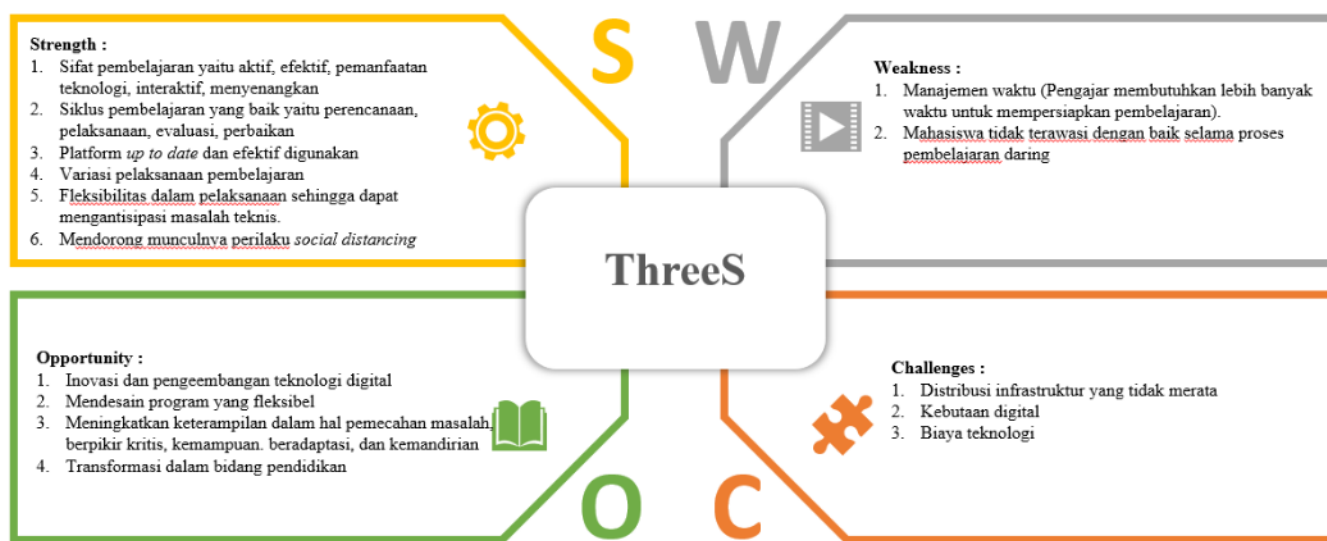 S
W
Strength :
1. Sifat pembelajaran yaitu aktif, efektif, pemanfaatan
teknologi, interaktif, menyenangkan
2. Siklus pembelajaran yang baik yaitu perencanaan,
pelaksanaan, evaluasi, perbaikan
3. Platform up to date dan efektif digunakan
4. Variasi pelaksanaan pembelajaran
5. Fleksibilitas dalam pelaksanaan sehingga dapat
mengantisipasi masalah teknis.
6. Mendorong munculnya perilaku social distancing
Weakness :
1. Manajemen waktu (Pengajar membutuhkan lebih banyak
waktu untuk mempersiapkan pembelajaran).
2. Mahasiswa tidak terawasi dengan baik selama proses
pembelajaran daring
ThreeS
Opportunity :
1. Inovasi dan pengeembangan teknologi digital
2. Mendesain program yang fleksibel
3. Meningkatkan keterampilan dalam hal pemecahan masalah,
berpikir kritis, kemampuan. beradaptasi, dan kemandirian
4. Transformasi dalam bidang pendidikan
Challenges :
1. Distribusi infrastruktur yang tidak merata
2. Kebutaan digital
3. Biaya teknologi
O
C